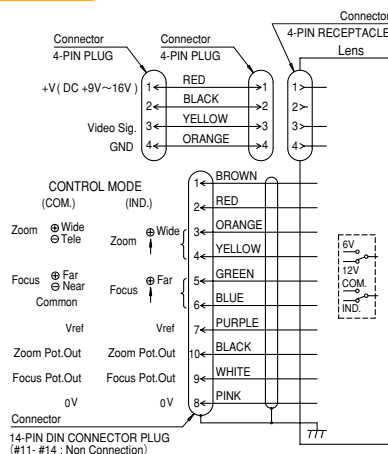 Connector
Connector
Connector
4-PIN PLUG
4-PIN PLUG
4-PIN RECEPTACLE
Lens
+V ( DC +9V～16V )
1
RED
1
1
2
BLACK
2
2
Video Sig.
3
YELLOW
3
3
GND
4
ORANGE
4
4
CONTROL MODE
(COM.)
(IND.)
1
BROWN
2
RED
Zoom
⊕Wide
⊖Tele
Zoom
⊕Wide
3
ORANGE
4
YELLOW
Focus
⊕Far
⊖Near
Common
Focus
⊕Far
5
GREEN
6
BLUE
Vref
Vref
7
PURPLE
Zoom Pot.Out
Zoom Pot.Out
10
BLACK
Focus Pot.Out
Focus Pot.Out
9
WHITE
0V
0V
8
PINK
6V
12V
COM.
IND.
Connector
14-PIN DIN CONNECTOR PLUG
(#11- #14 : Non Connection)